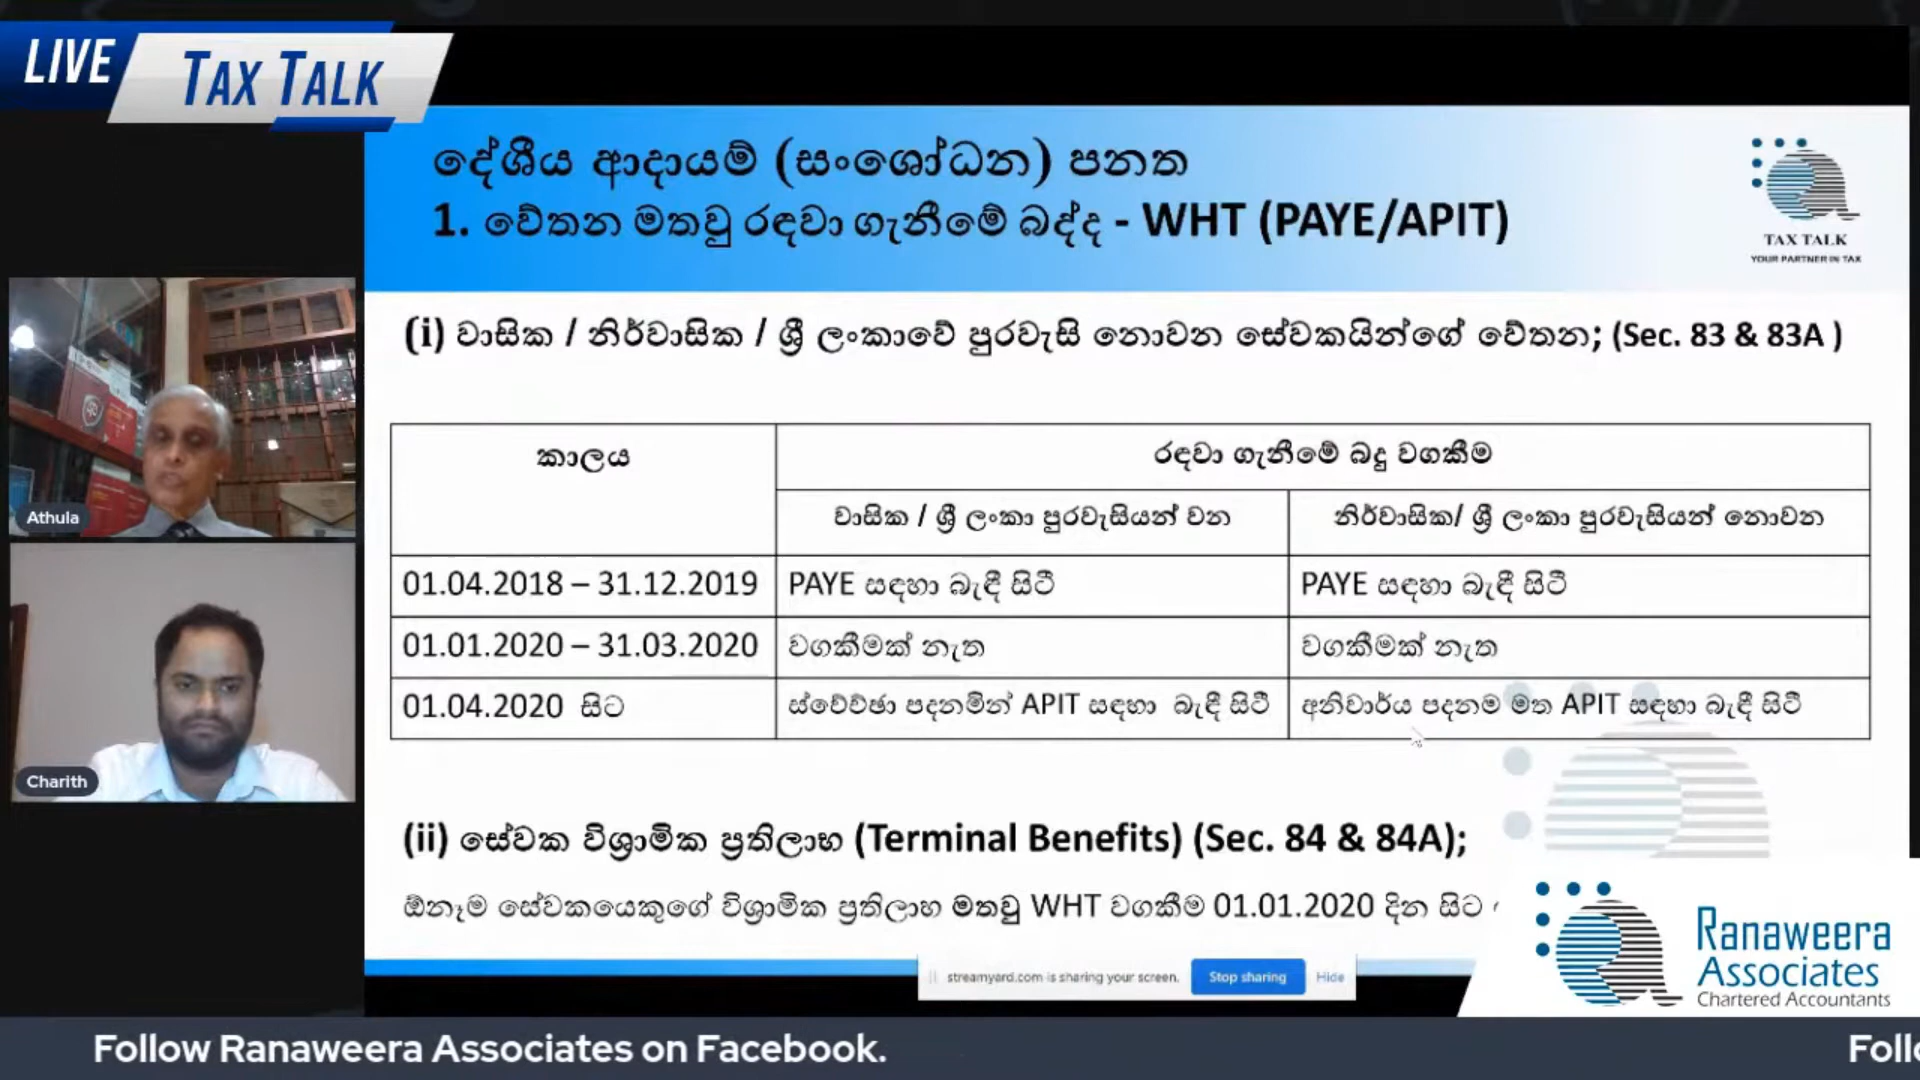 LIVE
TAX TALK
දේශීය ආදායම් (සංශෝධන) පනත
1. වේතන මතවු රඳවා ගැනීමේ බද්ද - WHT (PAYE/APIT)
TAX TALK
YOUR PARTNER IN TAX
(i) වාසික / නිර්වාසික / ශ්‍රී ලංකාවේ පුරවැසි නොවන සේවකයින්ගේ වේතන; (Sec. 83 & 83A )
කාලය
රඳවා ගැනීමේ බදු වගකීම
වාසික / ශ්‍රී ලංකා පුරවැසියන් වන
නිර්වාසික/ ශ්‍රී ලංකා පුරවැසියන් නොවන
01.04.2018 – 31.12.2019
PAYE සඳහා බැඳී සිටී
PAYE සඳහා බැඳී සිටී
01.01.2020 – 31.03.2020
වගකීමක් නැත
වගකීමක් නැත
01.04.2020 සිට
ස්වේච්ඡා පදනමින් APIT සඳහා බැඳී සිටී
අනිවාර්ය පදනම මත APIT සඳහා බැඳී සිටී
(ii) සේවක විශ්‍රාමික ප්‍රතිලාභ (Terminal Benefits) (Sec. 84 & 84A);
ඕනෑම සේවකයෙකුගේ විශ්‍රාමික ප්‍රතිලාභ මතවු WHT වගකීම 01.01.2020 දින සිට
Athula
Charith
streamyard.com is sharing your screen.
Stop sharing
Hide
Ranaweera
Associates
Chartered Accountants
Follow Ranaweera Associates on Facebook.